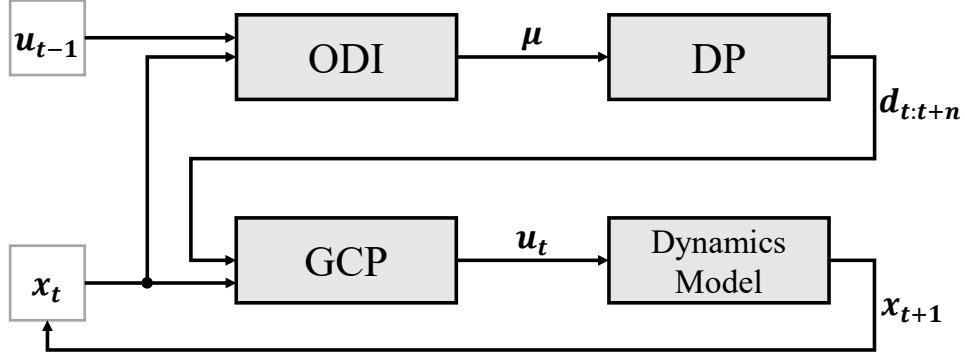 u_{t−1}
ODI
μ
DP
d_{t:t+n}
x_t
GCP
u_t
Dynamics
Model
x_{t+1}